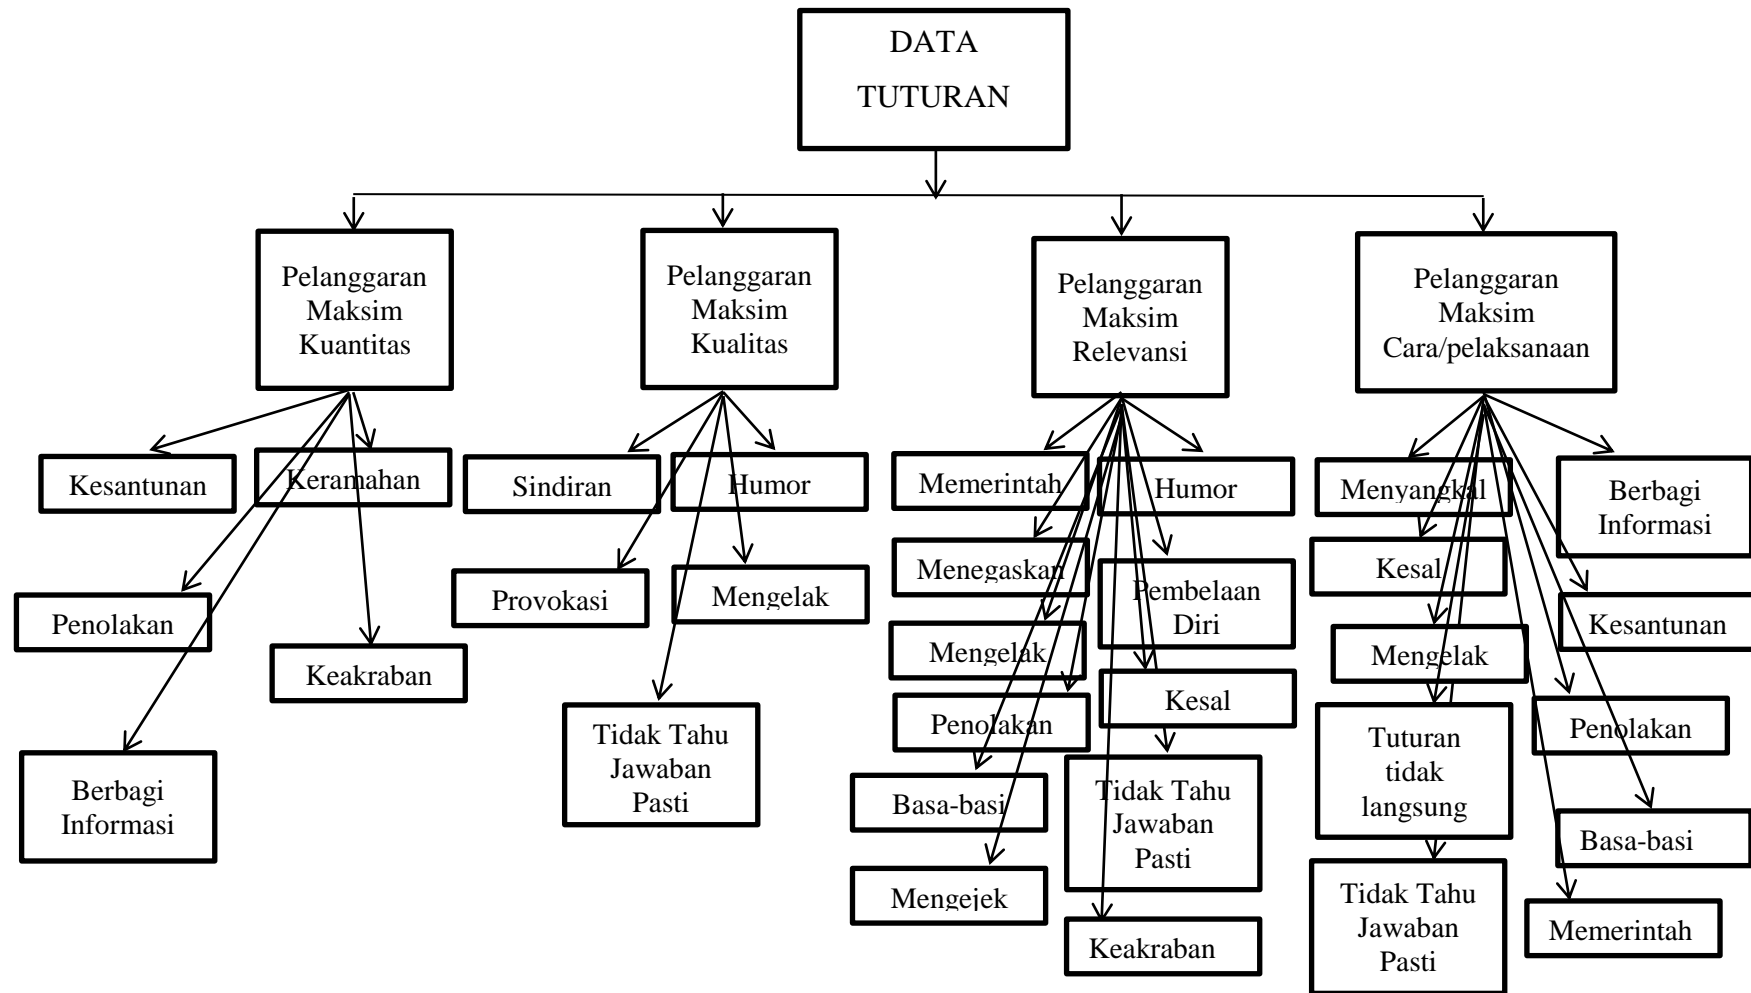 DATA
TUTURAN
Pelanggaran
Maksim
Kuantitas
Pelanggaran
Maksim
Kualitas
Pelanggaran
Maksim
Relevansi
Pelanggaran
Maksim
Cara/pelaksanaan
Kesantunan
Keramahan
Penolakan
Keakraban
Berbagi
Informasi
Sindiran
Humor
Provokasi
Mengelak
Tidak Tahu
Jawaban
Pasti
Memerintah
Humor
Menegaskan
Pembelaan
Diri
Mengelak
Kesal
Penolakan
Basa-basi
Tidak Tahu
Jawaban
Pasti
Mengejek
Keakraban
Menyangkal
Berbagi
Informasi
Kesal
Kesantunan
Mengelak
Penolakan
Tuturan
tidak
langsung
Basa-basi
Tidak Tahu
Jawaban
Pasti
Memerintah